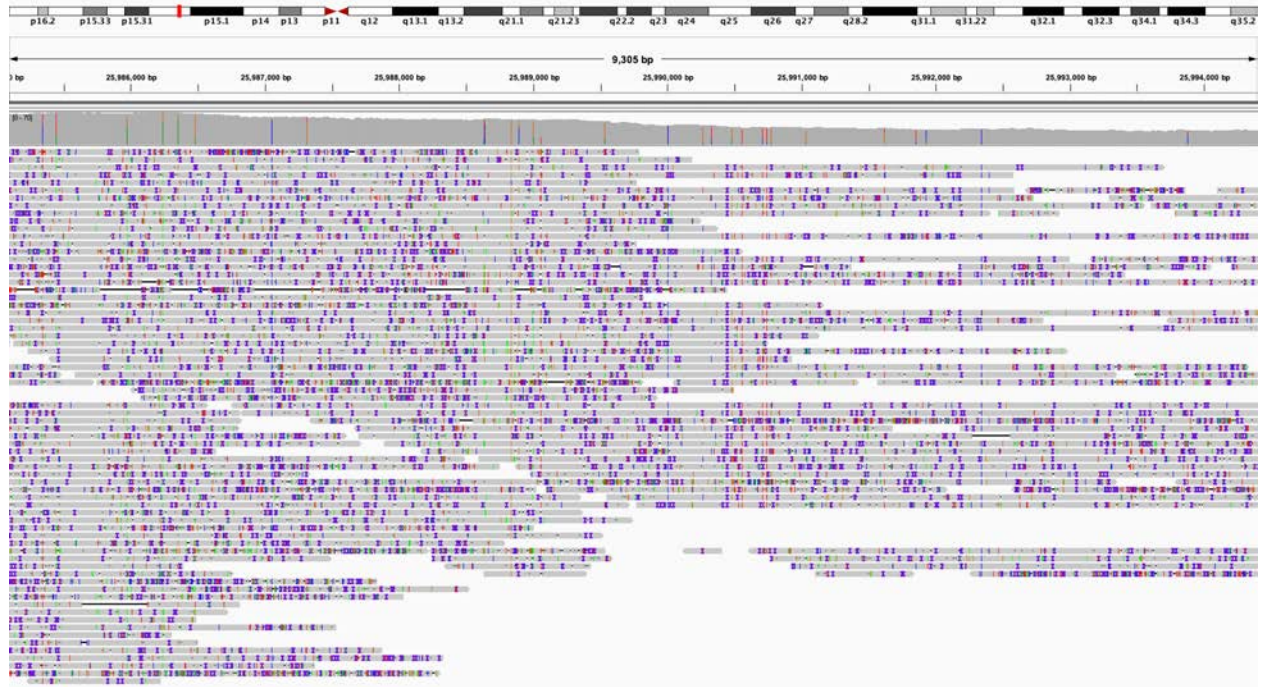 p16.2 p15.33 p15.31 p15.1 p14 p13 p11 q12 q13.1 q13.2 q21.1 q21.23 q22.2 q23 q24 q25 q26 q27 q28.2 q31.1 q31.22 q32.1 q32.3 q34.1 q34.3 q35.2
9,305 bp
0 bp 25,986,000 bp 25,987,000 bp 25,988,000 bp 25,989,000 bp 25,990,000 bp 25,991,000 bp 25,992,000 bp 25,993,000 bp 25,994,000 bp
[0 - 70]